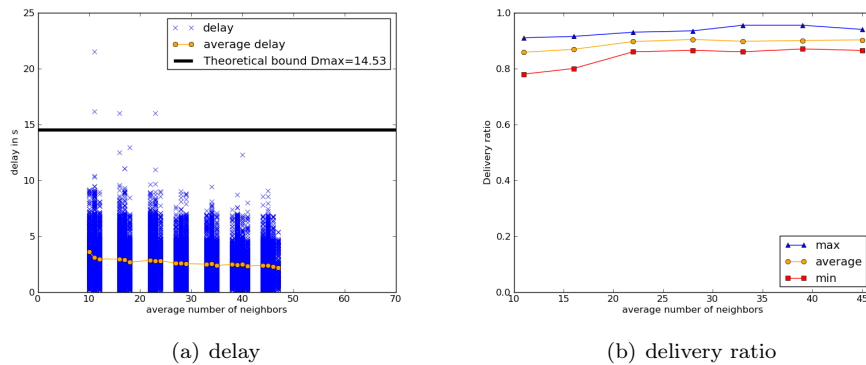 25
20
15
10
5
0
0 10 20 30 40 50 60 70
delay in s
average number of neighbors
delay
average delay
Theoretical bound Dmax=14.53
(a) delay
1.0
0.8
0.6
0.4
0.2
0.0
10 15 20 25 30 35 40 45
Delivery ratio
average number of neighbors
max
average
min
(b) delivery ratio